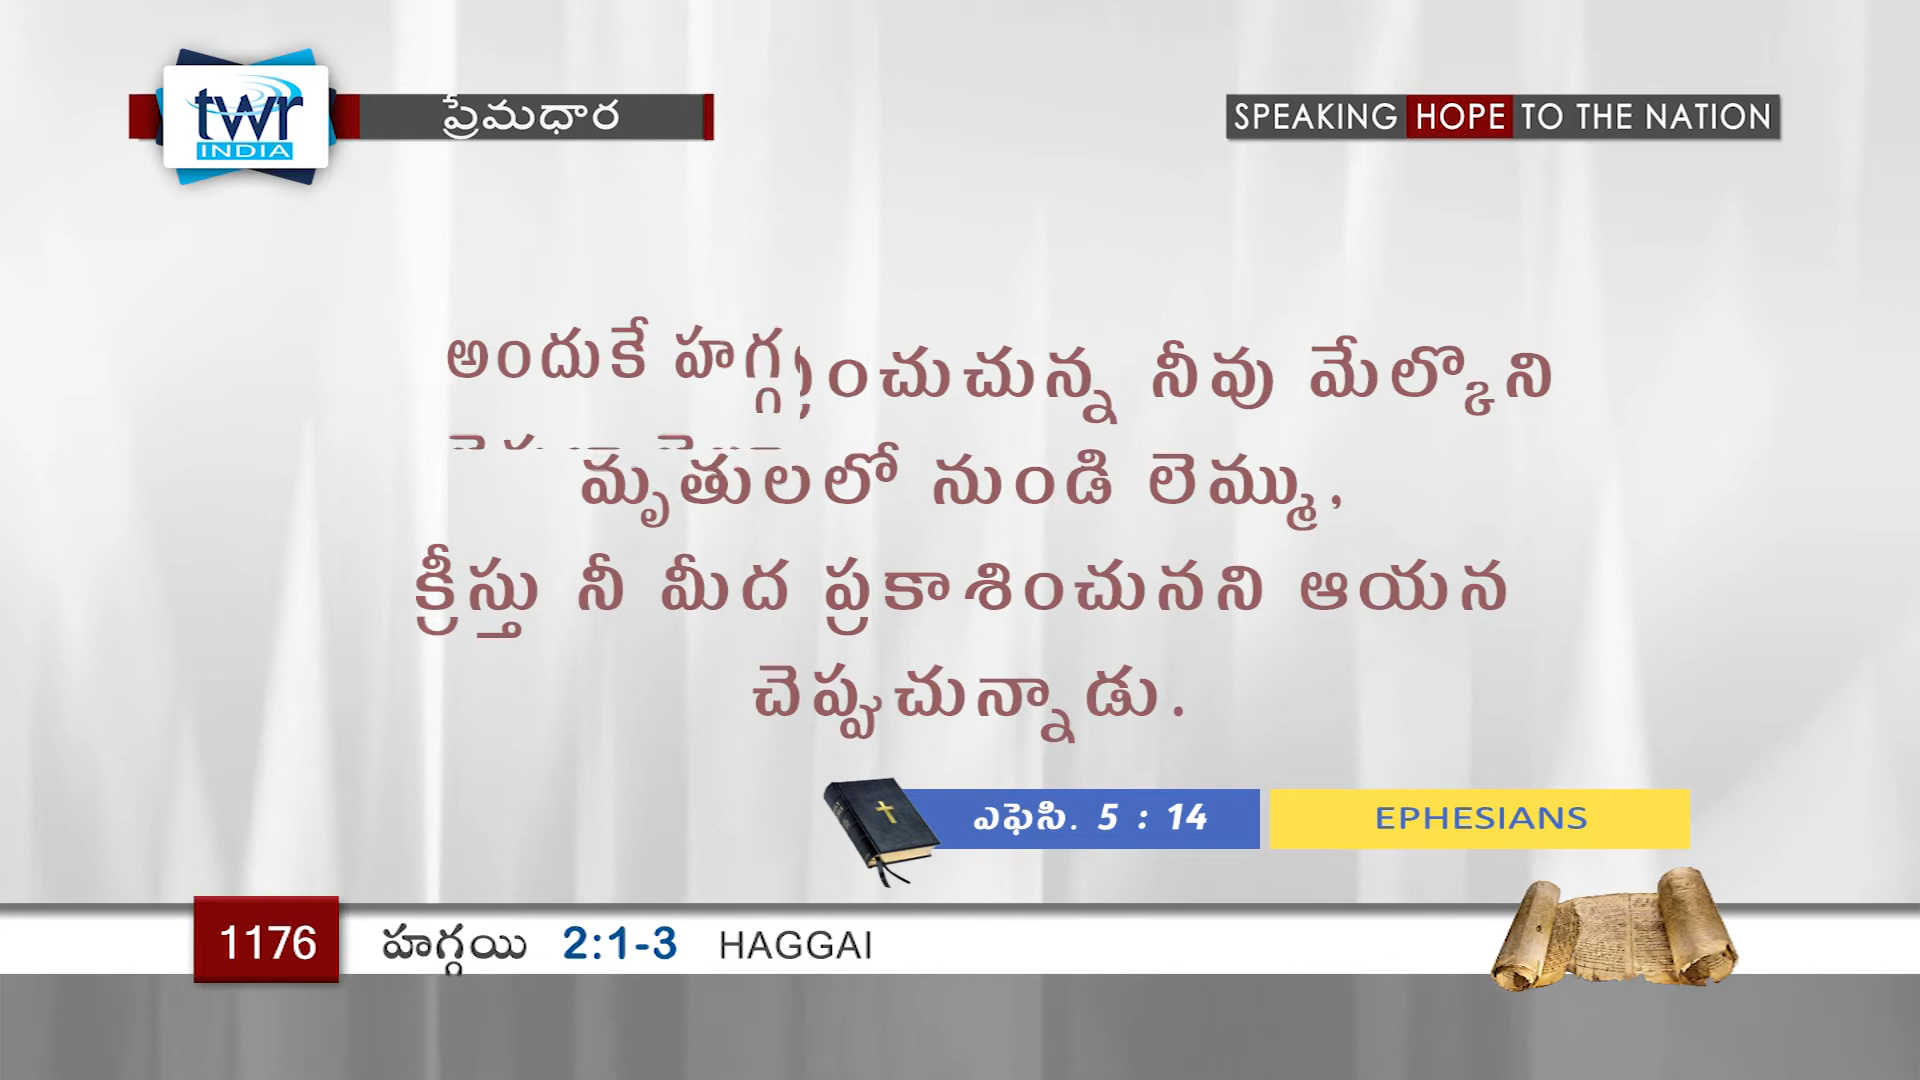 twr
INDIA
ప్రేమధార
SPEAKING HOPE TO THE NATION
అందుకే
నీవు మేల్కొని
మృతులలో నుండి లెమ్ము,
క్రీస్తు నీ మీద ప్రకాశించునని ఆయన
చెప్పుచున్నాడు.
ఎఫెసి. 5 : 14
EPHESIANS
1176
హగ్గయి 2:1-3 HAGGAI